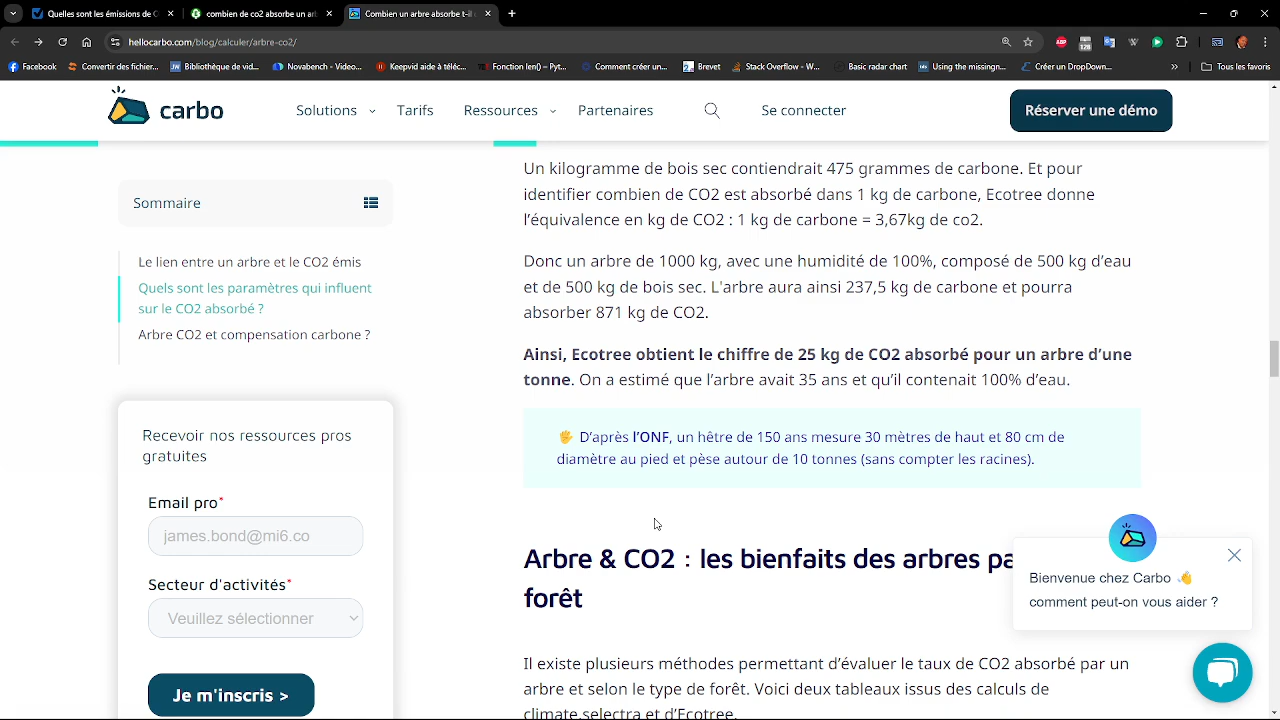 Quelles sont les émissions de C
combien de co2 absorbe un ar
Combien un arbre absorbe t-il
hellocarbo.com/blog/calculer/arbre-co2/
ABP
128
Facebook
Convertir des fichier...
Bibliothèque de vid...
Novabench - Video...
Keepvid aide à téléc...
Fonction len() – Pyt...
Comment créer un...
Brevet
Stack Overflow - W...
Basic radar chart
Using the missingn...
Créer un DropDown...
»
Tous les favoris
carbo
Solutions
Tarifs
Ressources
Partenaires
Se connecter
Réserver une démo
Sommaire
Le lien entre un arbre et le CO2 émis
Quels sont les paramètres qui influent
sur le CO2 absorbé ?
Arbre CO2 et compensation carbone ?
Recevoir nos ressources pros
gratuites
Email pro*
james.bond@mi6.co
Secteur d'activités*
Veuillez sélectionner
Je m'inscris >
Un kilogramme de bois sec contiendrait 475 grammes de carbone. Et pour
identifier combien de CO2 est absorbé dans 1 kg de carbone, Ecotree donne
l'équivalence en kg de CO2 : 1 kg de carbone = 3,67kg de co2.
Donc un arbre de 1000 kg, avec une humidité de 100%, composé de 500 kg d'eau
et de 500 kg de bois sec. L'arbre aura ainsi 237,5 kg de carbone et pourra
absorber 871 kg de CO2.
Ainsi, Ecotree obtient le chiffre de 25 kg de CO2 absorbé pour un arbre d'une
tonne. On a estimé que l'arbre avait 35 ans et qu'il contenait 100% d'eau.
🖐 D'après l'ONF, un hêtre de 150 ans mesure 30 mètres de haut et 80 cm de
diamètre au pied et pèse autour de 10 tonnes (sans compter les racines).
Arbre & CO2 : les bienfaits des arbres pa
forêt
Il existe plusieurs méthodes permettant d'évaluer le taux de CO2 absorbé par un
arbre et selon le type de forêt. Voici deux tableaux issus des calculs de
climate.selectra et d'Ecotree.
Bienvenue chez Carbo 👋
comment peut-on vous aider ?